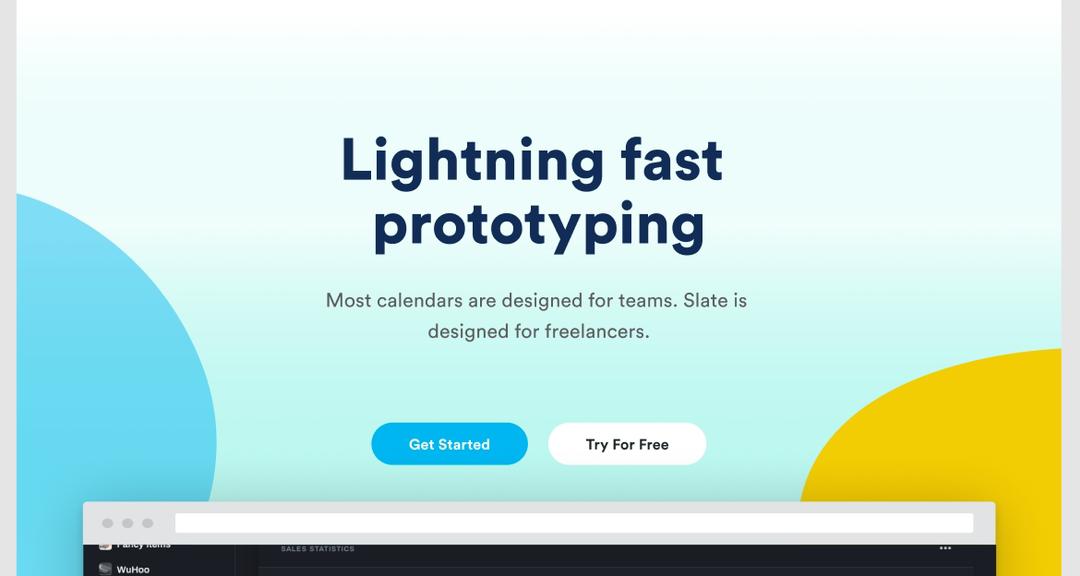 Lightning fast
prototyping
Most calendars are designed for teams. Slate is
designed for freelancers.
Get Started
Try For Free
Fancy Items
SALES STATISTICS
WuHoo